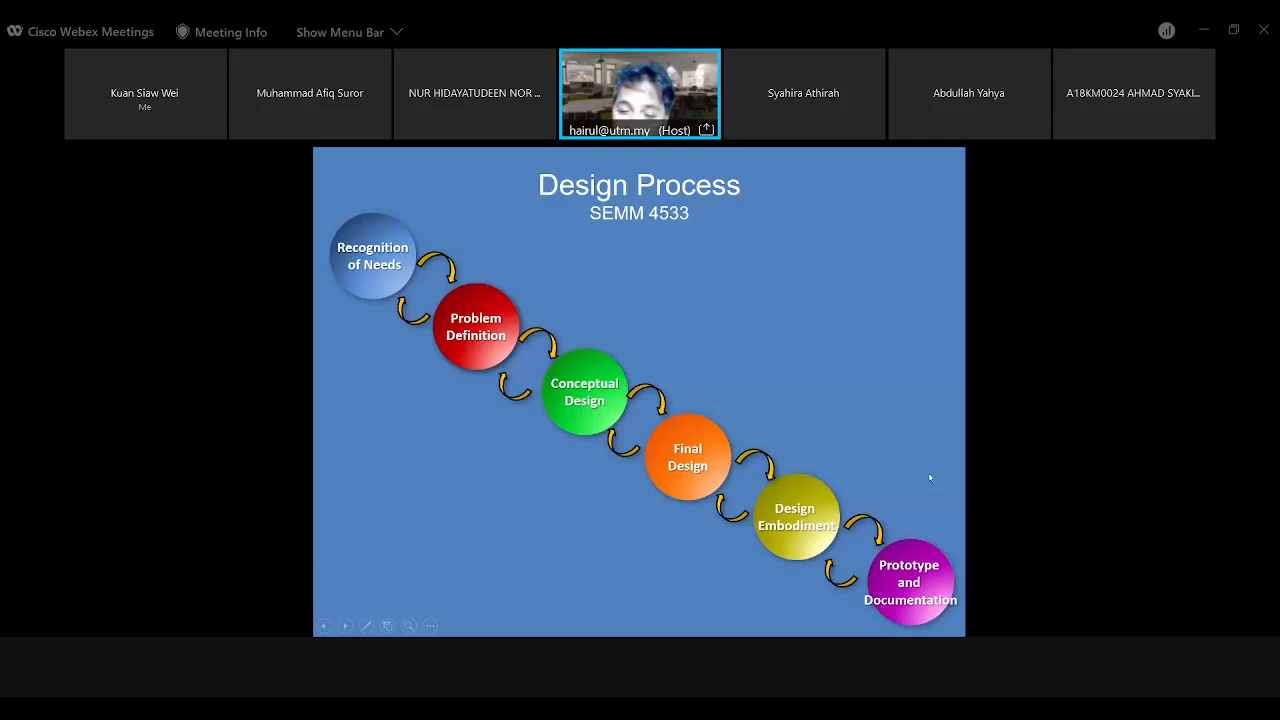 Cisco Webex Meetings
Meeting Info
Show Menu Bar
Kuan Siaw Wei
Me
Muhammad Afiq Suror
NUR HIDAYATUDEEN NOR ...
hairul@utm.my (Host)
Syahira Athirah
Abdullah Yahya
A18KM0024 AHMAD SYAKI...
Design Process
SEMM 4533
Recognition
of Needs
Problem
Definition
Conceptual
Design
Final
Design
Design
Embodiment
Prototype
and
Documentation